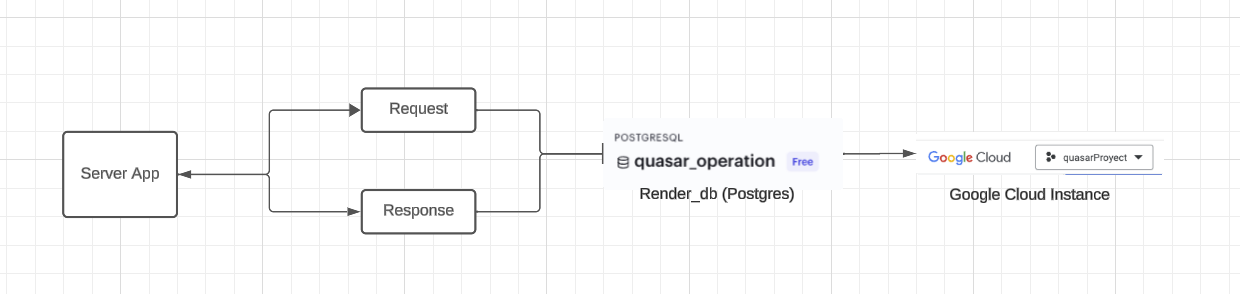 Request
Server App
Response
POSTGRESQL
quasar_operation Free
Render_db (Postgres)
Google Cloud quasarProyect
Google Cloud Instance